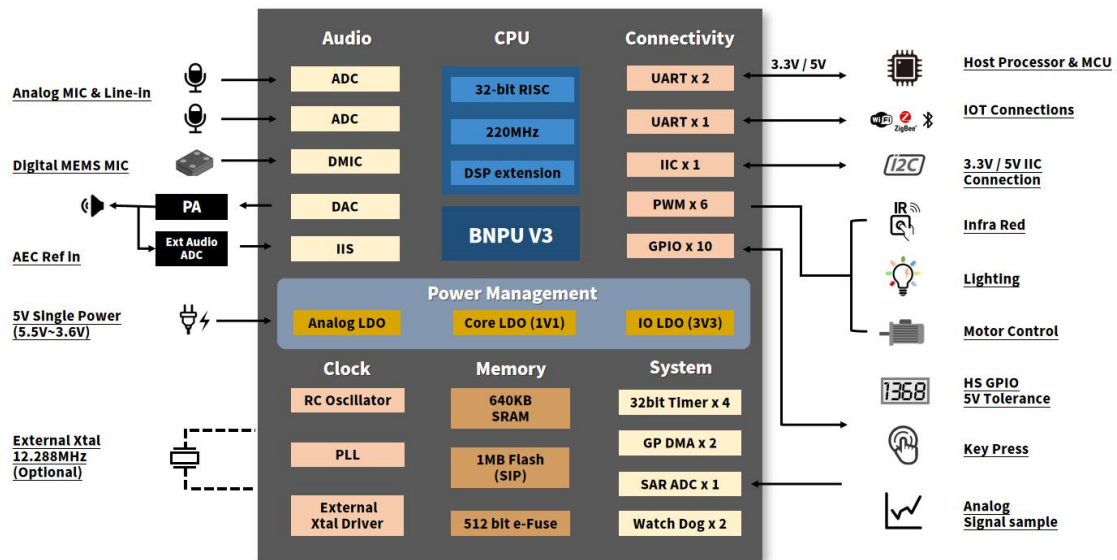 Audio
CPU
Connectivity
Analog MIC & Line-in
Digital MEMS MIC
AEC Ref In
5V Single Power
(5.5V~3.6V)
External Xtal
12.288MHz
(Optional)
PA
Ext Audio
ADC
ADC
ADC
DMIC
DAC
IIS
32-bit RISC
220MHz
DSP extension
BNPU V3
UART x 2
UART x 1
IIC x 1
PWM x 6
GPIO x 10
Power Management
Analog LDO
Core LDO (1V1)
IO LDO (3V3)
Clock
Memory
System
RC Oscillator
PLL
External
Xtal Driver
640KB
SRAM
1MB Flash
(SIP)
512 bit e-Fuse
32bit Timer x 4
GP DMA x 2
SAR ADC x 1
Watch Dog x 2
3.3V / 5V
WiFi
Z
ZigBee
I2C
IR
1368
Host Processor & MCU
IOT Connections
3.3V / 5V IIC
Connection
Infra Red
Lighting
Motor Control
HS GPIO
5V Tolerance
Key Press
Analog
Signal sample